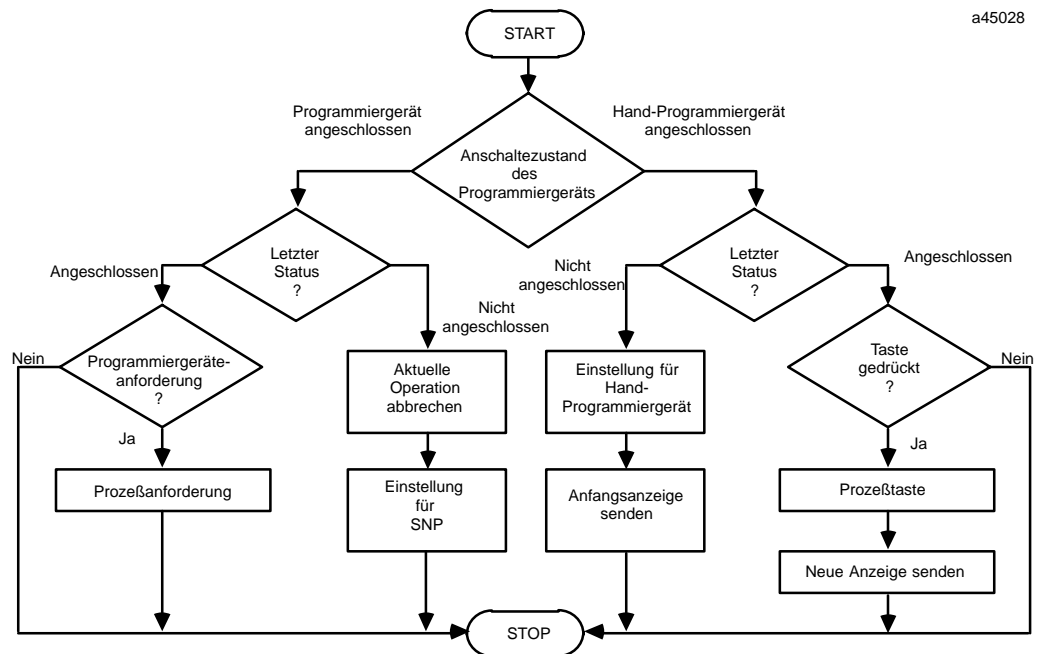 a45028
START
Programmiergerät
angeschlossen
Hand-Programmiergerät
angeschlossen
Anschaltezustand
des
Programmiergeräts
Letzter
Status
?
Letzter
Status
?
Angeschlossen
Nicht
angeschlossen
Nicht
angeschlossen
Angeschlossen
Nein
Programmiergeräte-
anforderung
?
Aktuelle
Operation
abbrechen
Einstellung für
Hand-
Programmiergerät
Taste
gedrückt
?
Nein
Ja
Ja
Prozeßanforderung
Einstellung
für
SNP
Anfangsanzeige
senden
Prozeßtaste
Neue Anzeige senden
STOP